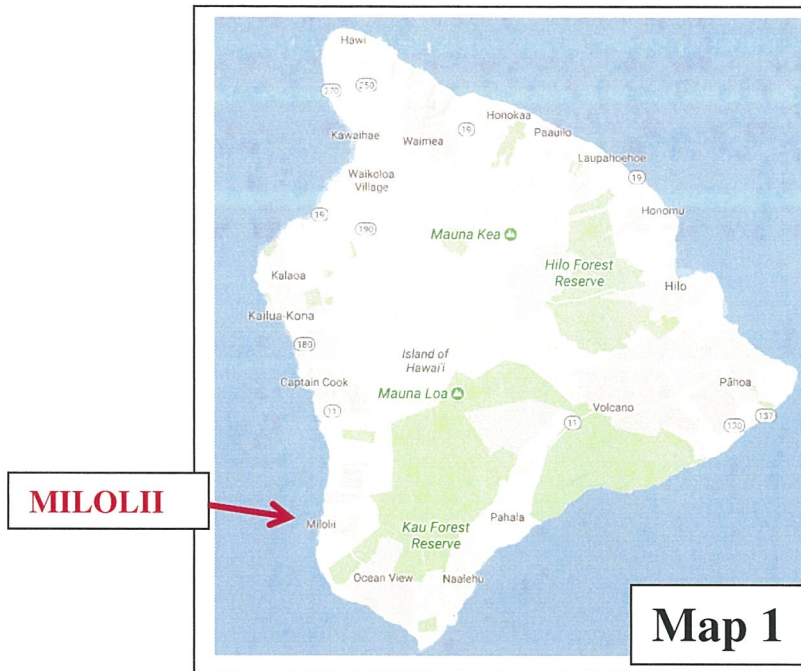 Hawi
270
250
Honokaa
19
Paauilo
Kawaihae
Waimea
Laupahoehoe
Waikoloa
Village
19
Honomu
19
190
Mauna Kea
Hilo Forest
Reserve
Kalaoa
Hilo
Kailua-Kona
180
Island of
Hawai'i
Captain Cook
Pāhoa
Mauna Loa
11
Volcano
11
130
137
MILOLII
Milolii
Pahala
Kau Forest
Reserve
Ocean View
Naalehu
Map 1